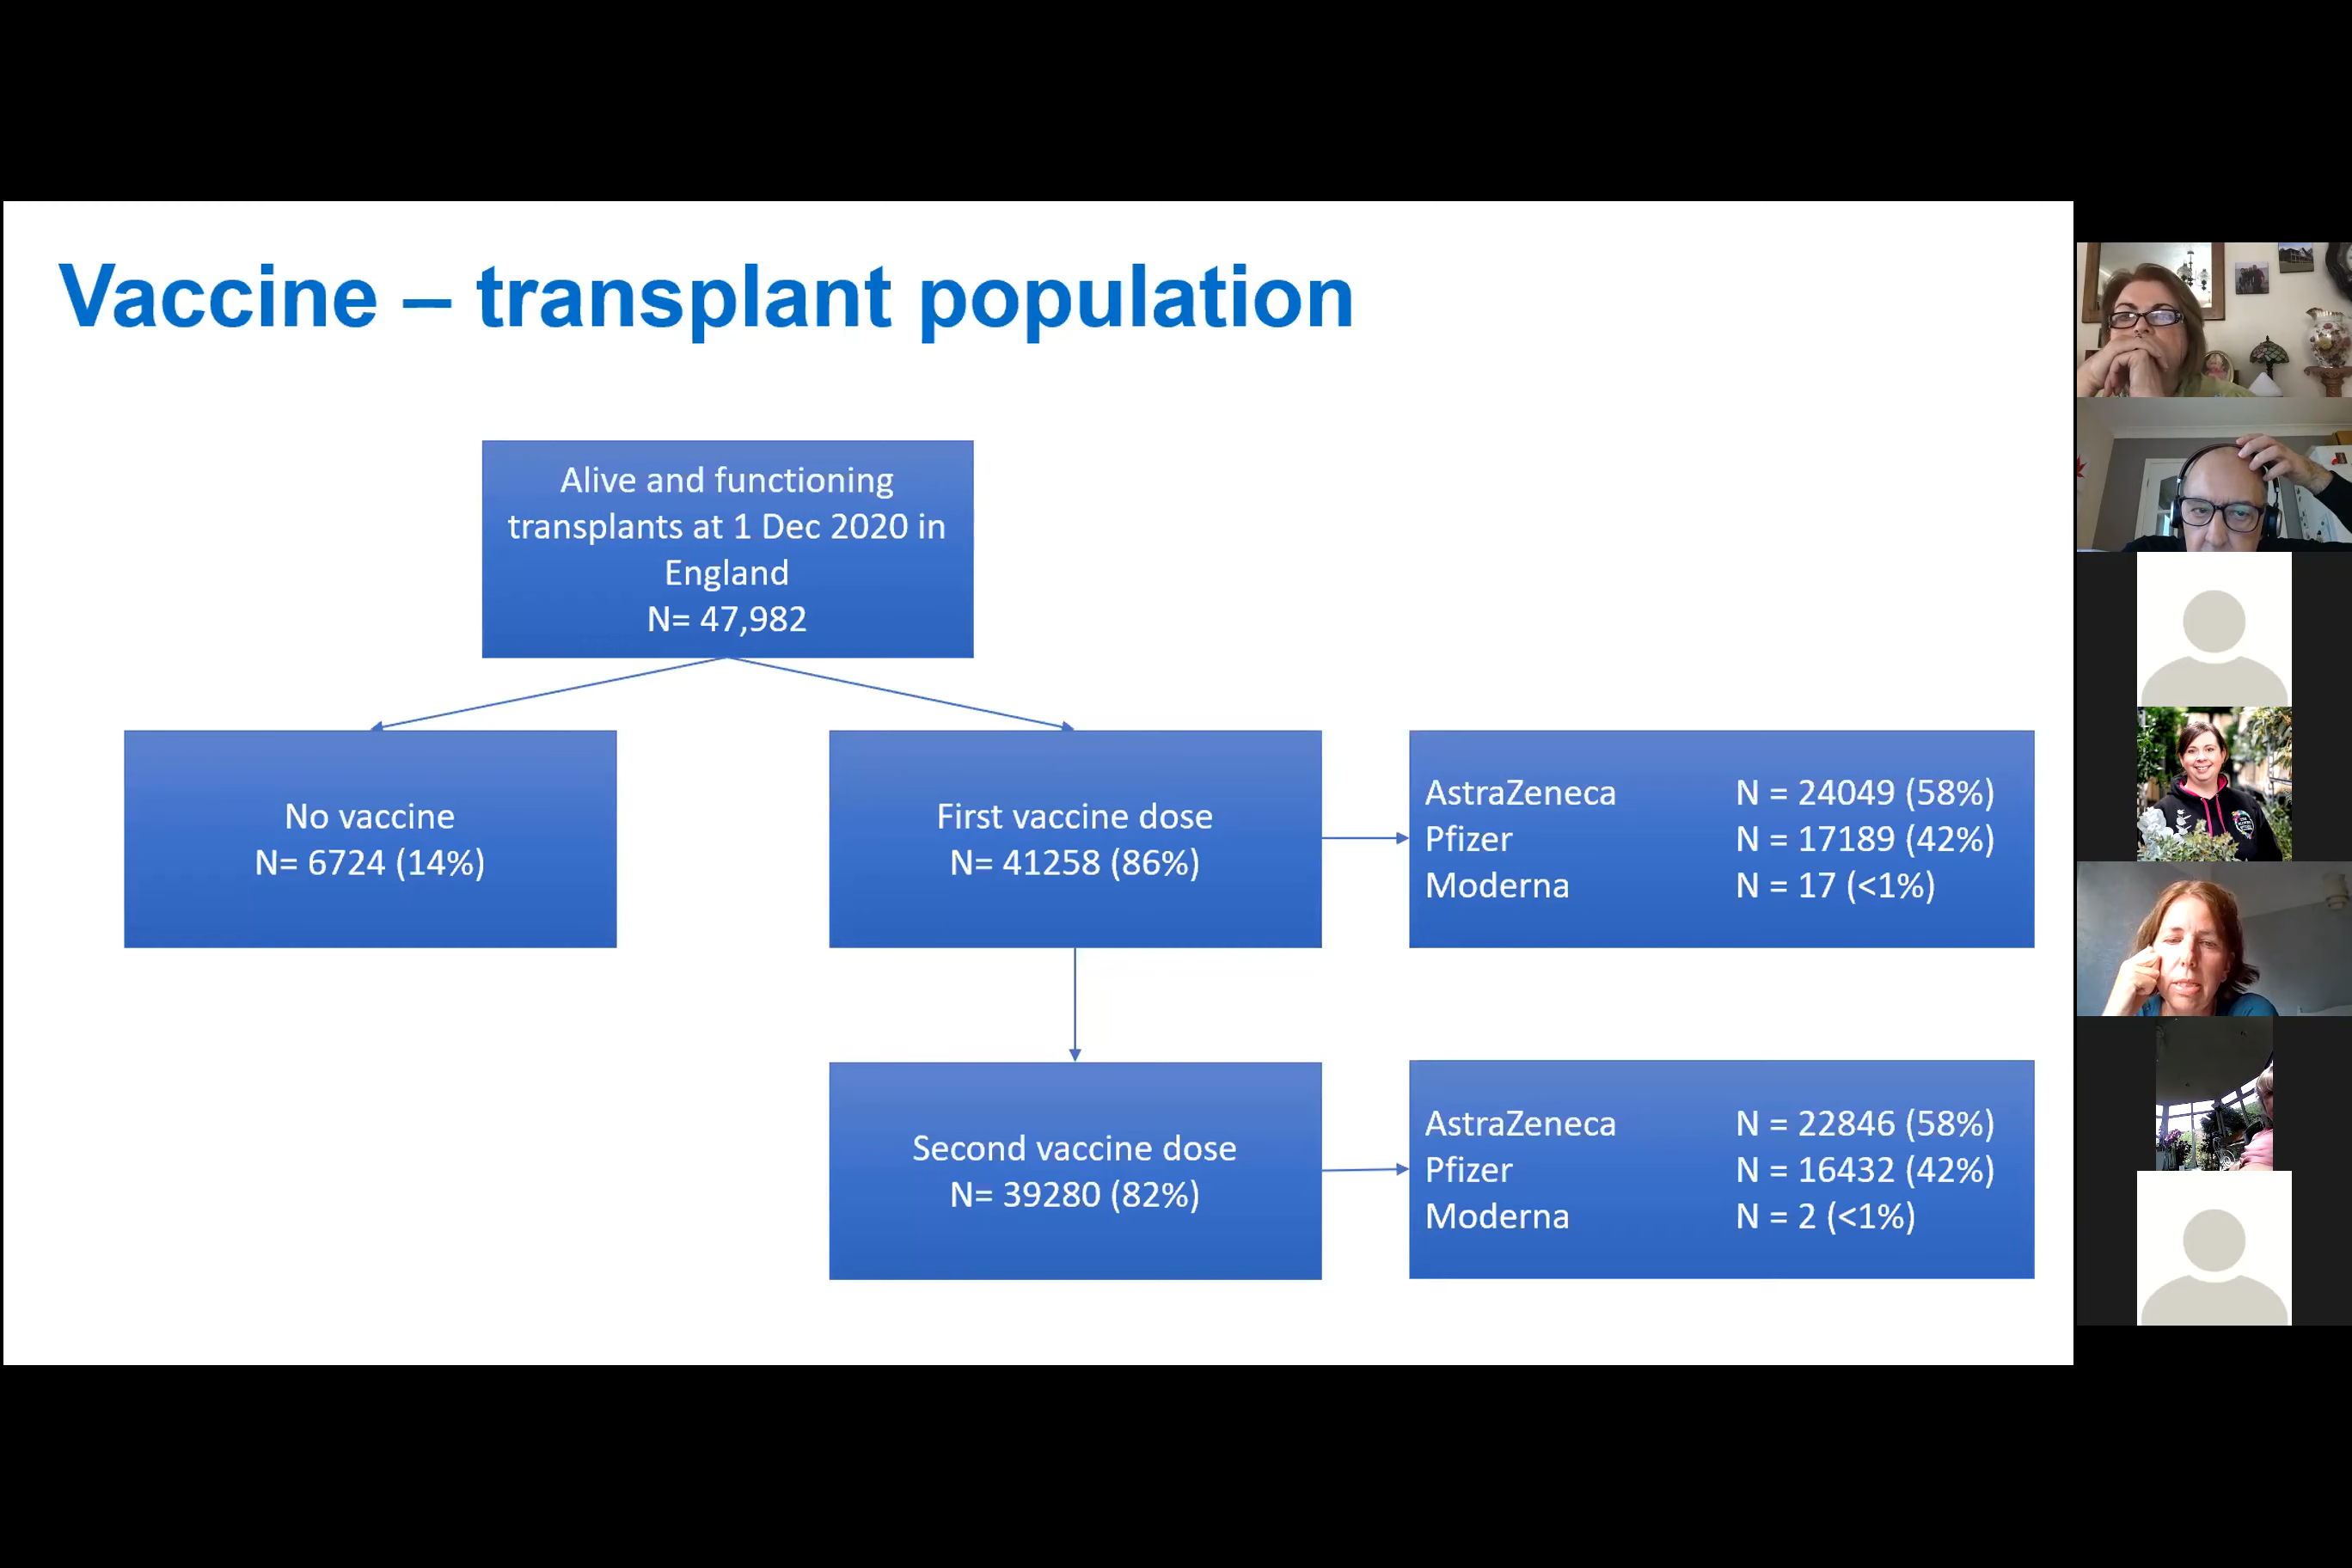 Vaccine – transplant population
Alive and functioning
transplants at 1 Dec 2020 in
England
N= 47,982
No vaccine
N= 6724 (14%)
First vaccine dose
N= 41258 (86%)
AstraZeneca N = 24049 (58%)
Pfizer N = 17189 (42%)
Moderna N = 17 (<1%)
Second vaccine dose
N= 39280 (82%)
AstraZeneca N = 22846 (58%)
Pfizer N = 16432 (42%)
Moderna N = 2 (<1%)